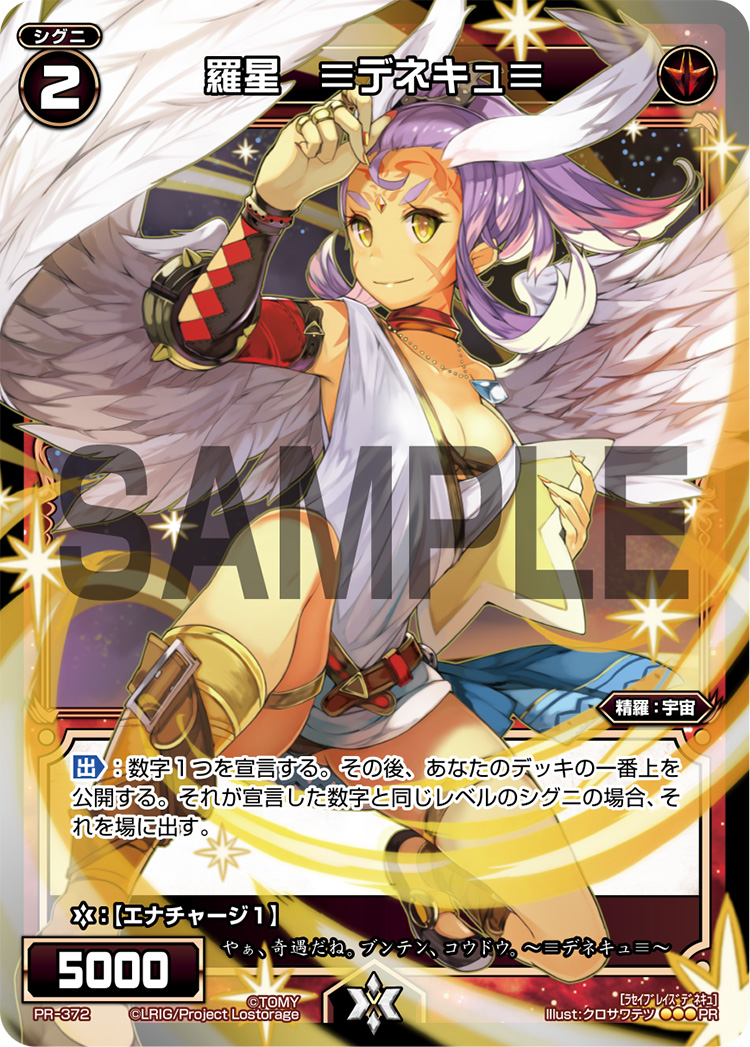 シグニ
2
羅星　≡デネキュ≡
SAMPLE
精羅：宇宙
出：数字１つを宣言する。その後、あなたのデッキの一番上を
公開する。それが宣言した数字と同じレベルのシグニの場合、そ
れを場に出す。
：【エナチャージ１】
やぁ、奇遇だね。ブンテン、コウドウ。～≡デネキュ≡～
5000
©TOMY
[ラセイブレイズデネキュ]
PR-372
©LRIG/Project Lostorage
Illust:クロサワテツ
PR